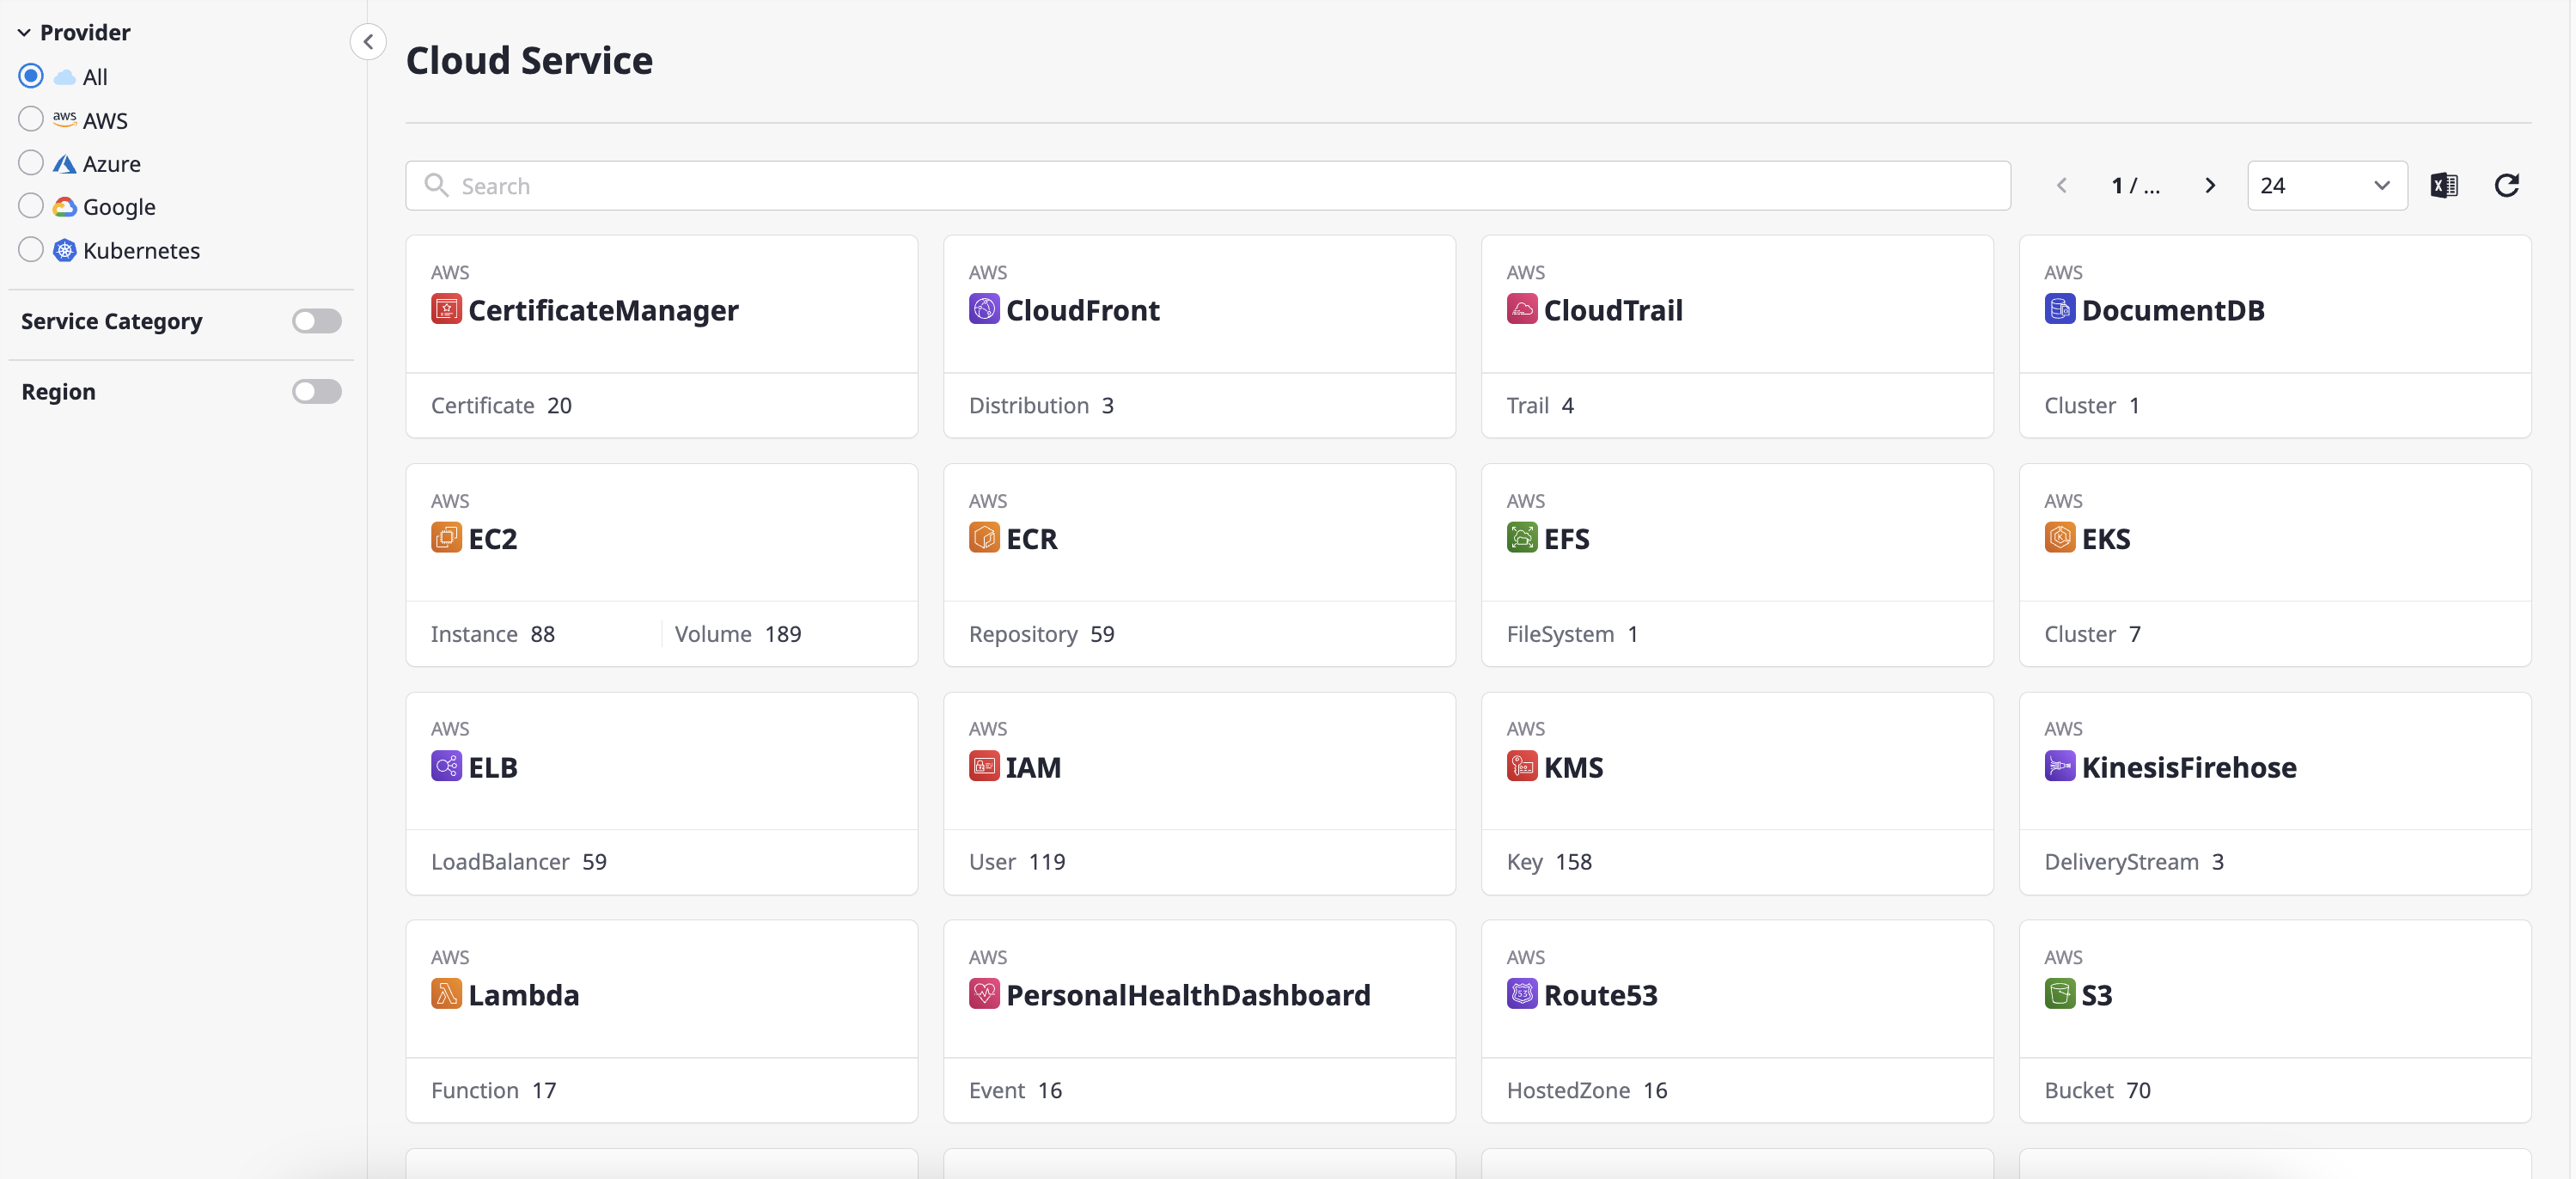 Provider
All
aws AWS
Azure
Google
Kubernetes
Service Category
Region
Cloud Service
Search
1 / ...
24
AWS
CertificateManager
Certificate 20
AWS
CloudFront
Distribution 3
AWS
CloudTrail
Trail 4
AWS
DocumentDB
Cluster 1
AWS
EC2
Instance 88 Volume 189
AWS
ECR
Repository 59
AWS
EFS
FileSystem 1
AWS
EKS
Cluster 7
AWS
ELB
LoadBalancer 59
AWS
IAM
User 119
AWS
KMS
Key 158
AWS
KinesisFirehose
DeliveryStream 3
AWS
Lambda
Function 17
AWS
PersonalHealthDashboard
Event 16
AWS
Route53
HostedZone 16
AWS
S3
Bucket 70